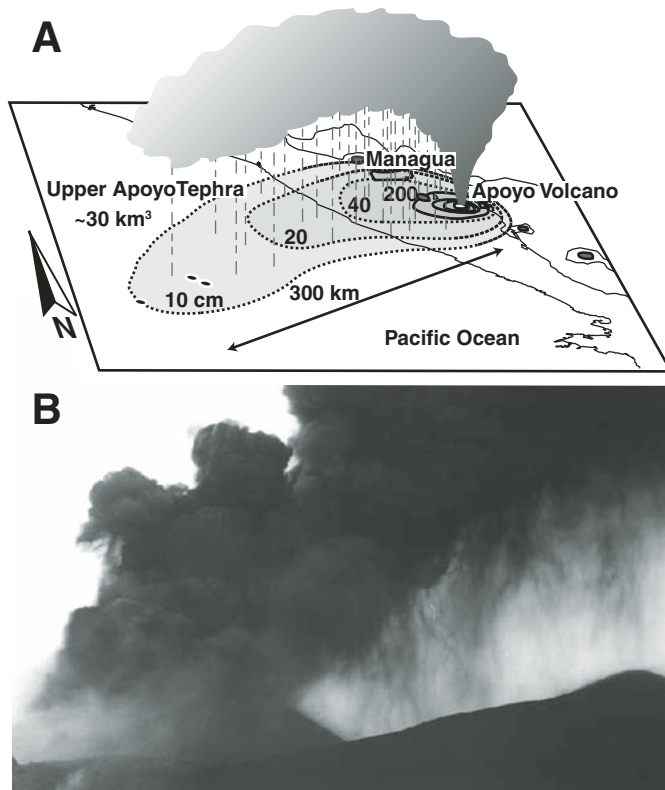 A
Managua
Upper ApoyoTephra
200
Apoyo Volcano
~30 km³
40
20
10 cm
300 km
N
Pacific Ocean
B